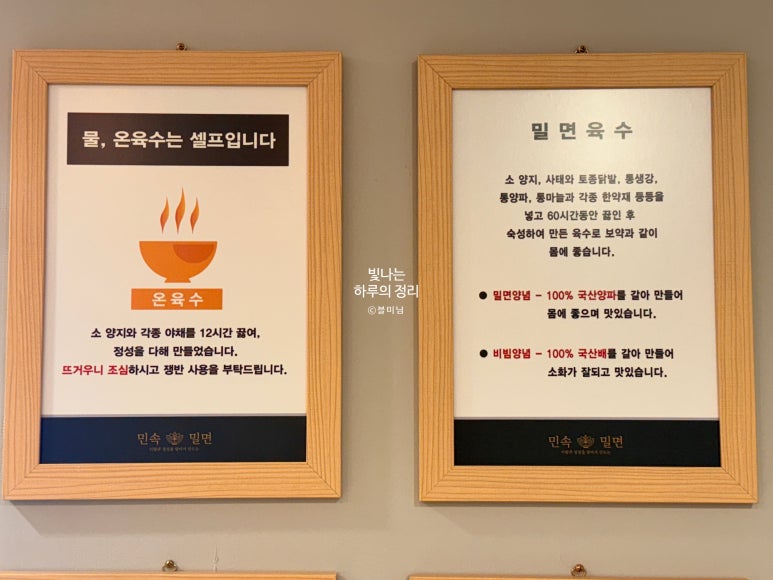 물, 온육수는 셀프입니다
온육수
소 양지와 각종 야채를 12시간 끓여,
정성을 다해 만들었습니다.
뜨거우니 조심하시고 쟁반 사용을 부탁드립니다.
민속 밀면
빛나는
하루의 정리
ⓒ블미님
밀면육수
소 양지, 사태와 토종닭발, 통생강,
통양파, 통마늘과 각종 한약재 등등을
넣고 60시간동안 끓인 후
숙성하여 만든 육수로 보약과 같이
몸에 좋습니다.
● 밀면양념 - 100% 국산양파를 갈아 만들어
몸에 좋으며 맛있습니다.
● 비빔양념 - 100% 국산배를 갈아 만들어
소화가 잘되고 맛있습니다.
민속 밀면